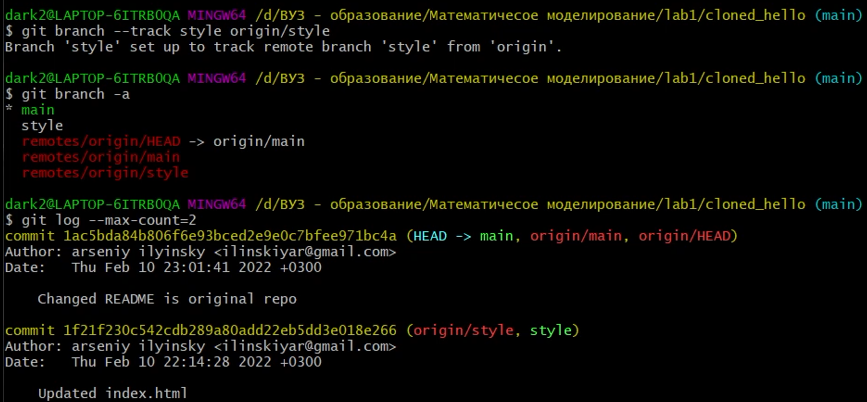 dark2@LAPTOP-6ITRB0QA MINGW64 /d/ВУЗ - образование/Математичесое моделирование/lab1/cloned_hello (main)
$ git branch --track style origin/style
Branch 'style' set up to track remote branch 'style' from 'origin'.
dark2@LAPTOP-6ITRB0QA MINGW64 /d/ВУЗ - образование/Математичесое моделирование/lab1/cloned_hello (main)
$ git branch -a
* main
style
remotes/origin/HEAD -> origin/main
remotes/origin/main
remotes/origin/style
dark2@LAPTOP-6ITRB0QA MINGW64 /d/ВУЗ - образование/Математичесое моделирование/lab1/cloned_hello (main)
$ git log --max-count=2
commit 1ac5bda84b806f6e93bced2e9e0c7bfee971bc4a (HEAD -> main, origin/main, origin/HEAD)
Author: arseniy ilyinsky <ilinskiyar@gmail.com>
Date:   Thu Feb 10 23:01:41 2022 +0300
Changed README is original repo
commit 1f21f230c542cdb289a80add22eb5dd3e018e266 (origin/style, style)
Author: arseniy ilyinsky <ilinskiyar@gmail.com>
Date:   Thu Feb 10 22:14:28 2022 +0300
Updated index.html